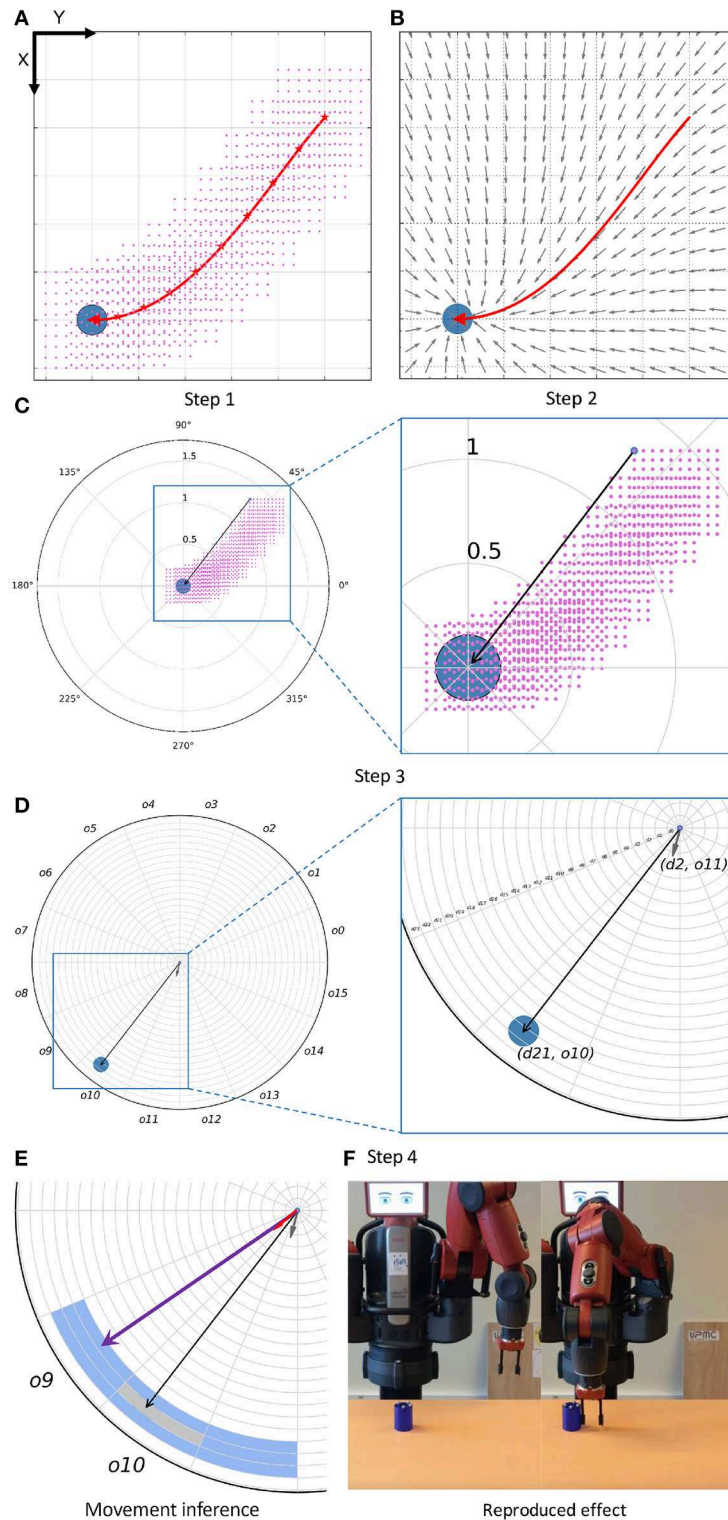 A
Y
X
B
Step 1
Step 2
C
90°
135°
45°
1.5
1
0.5
180°
0°
225°
315°
270°
1
0.5
Step 3
D
o4
o3
o5
o2
o6
o1
o7
o0
o8
o15
o9
o14
o10
o13
o11
o12
(d2, o11)
(d21, o10)
E
F
Step 4
o9
o10
UPMC
Movement inference
Reproduced effect